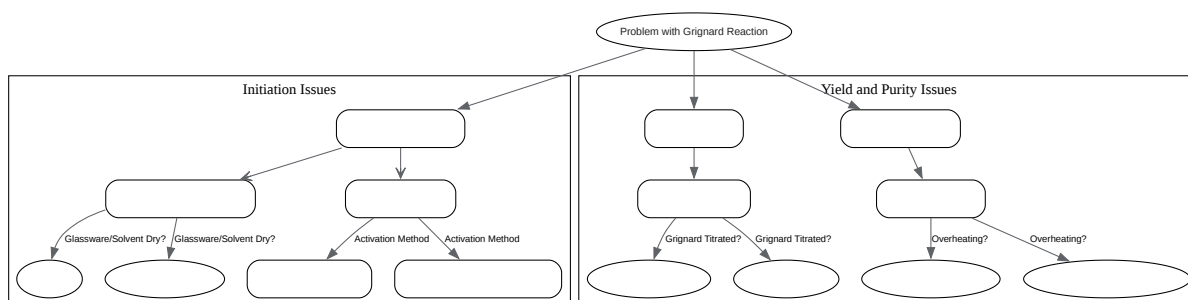 Problem with Grignard Reaction
Initiation Issues
Yield and Purity Issues
Glassware/Solvent Dry?
Glassware/Solvent Dry?
Activation Method
Activation Method
Grignard Titrated?
Grignard Titrated?
Overheating?
Overheating?